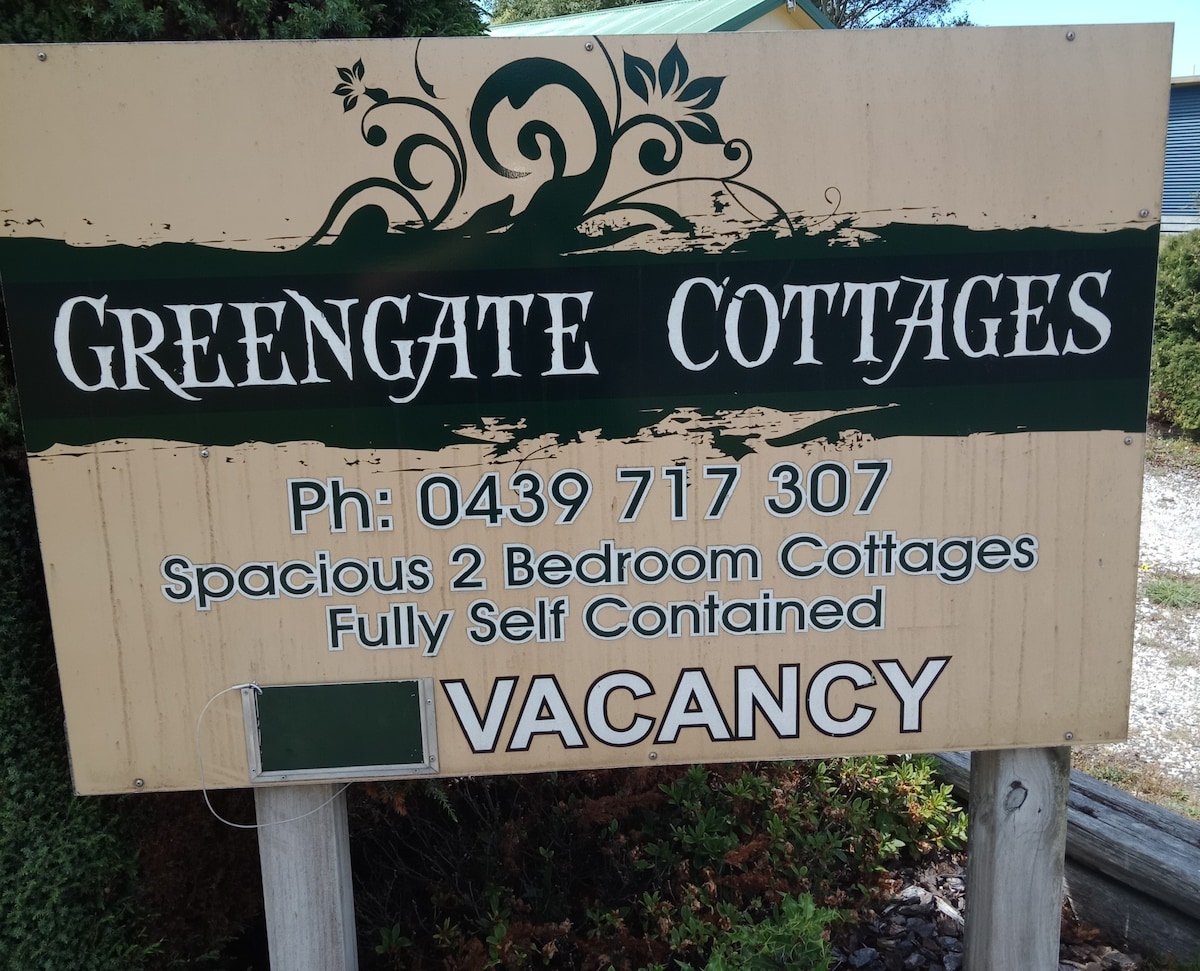 GREENGATE COTTAGES
Ph: 0439 717 307
Spacious 2 Bedroom Cottages
Fully Self Contained
VACANCY